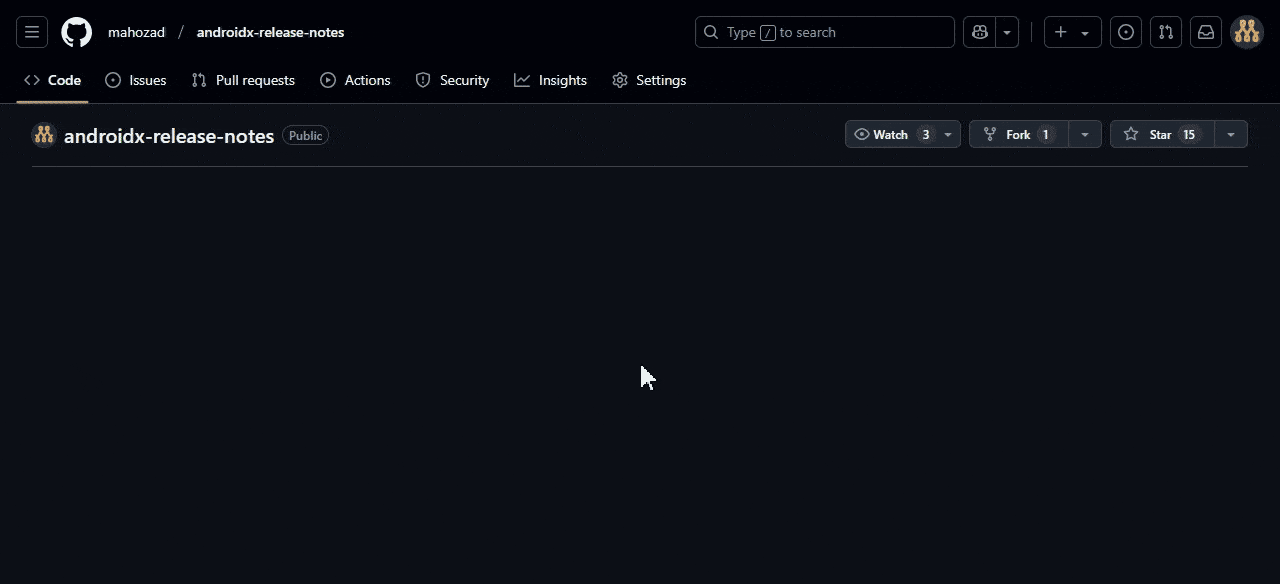 mahozad / androidx-release-notes Type / to search
Code Issues Pull requests Actions Security Insights Settings
androidx-release-notes Public Watch 3 Fork 1 Star 15